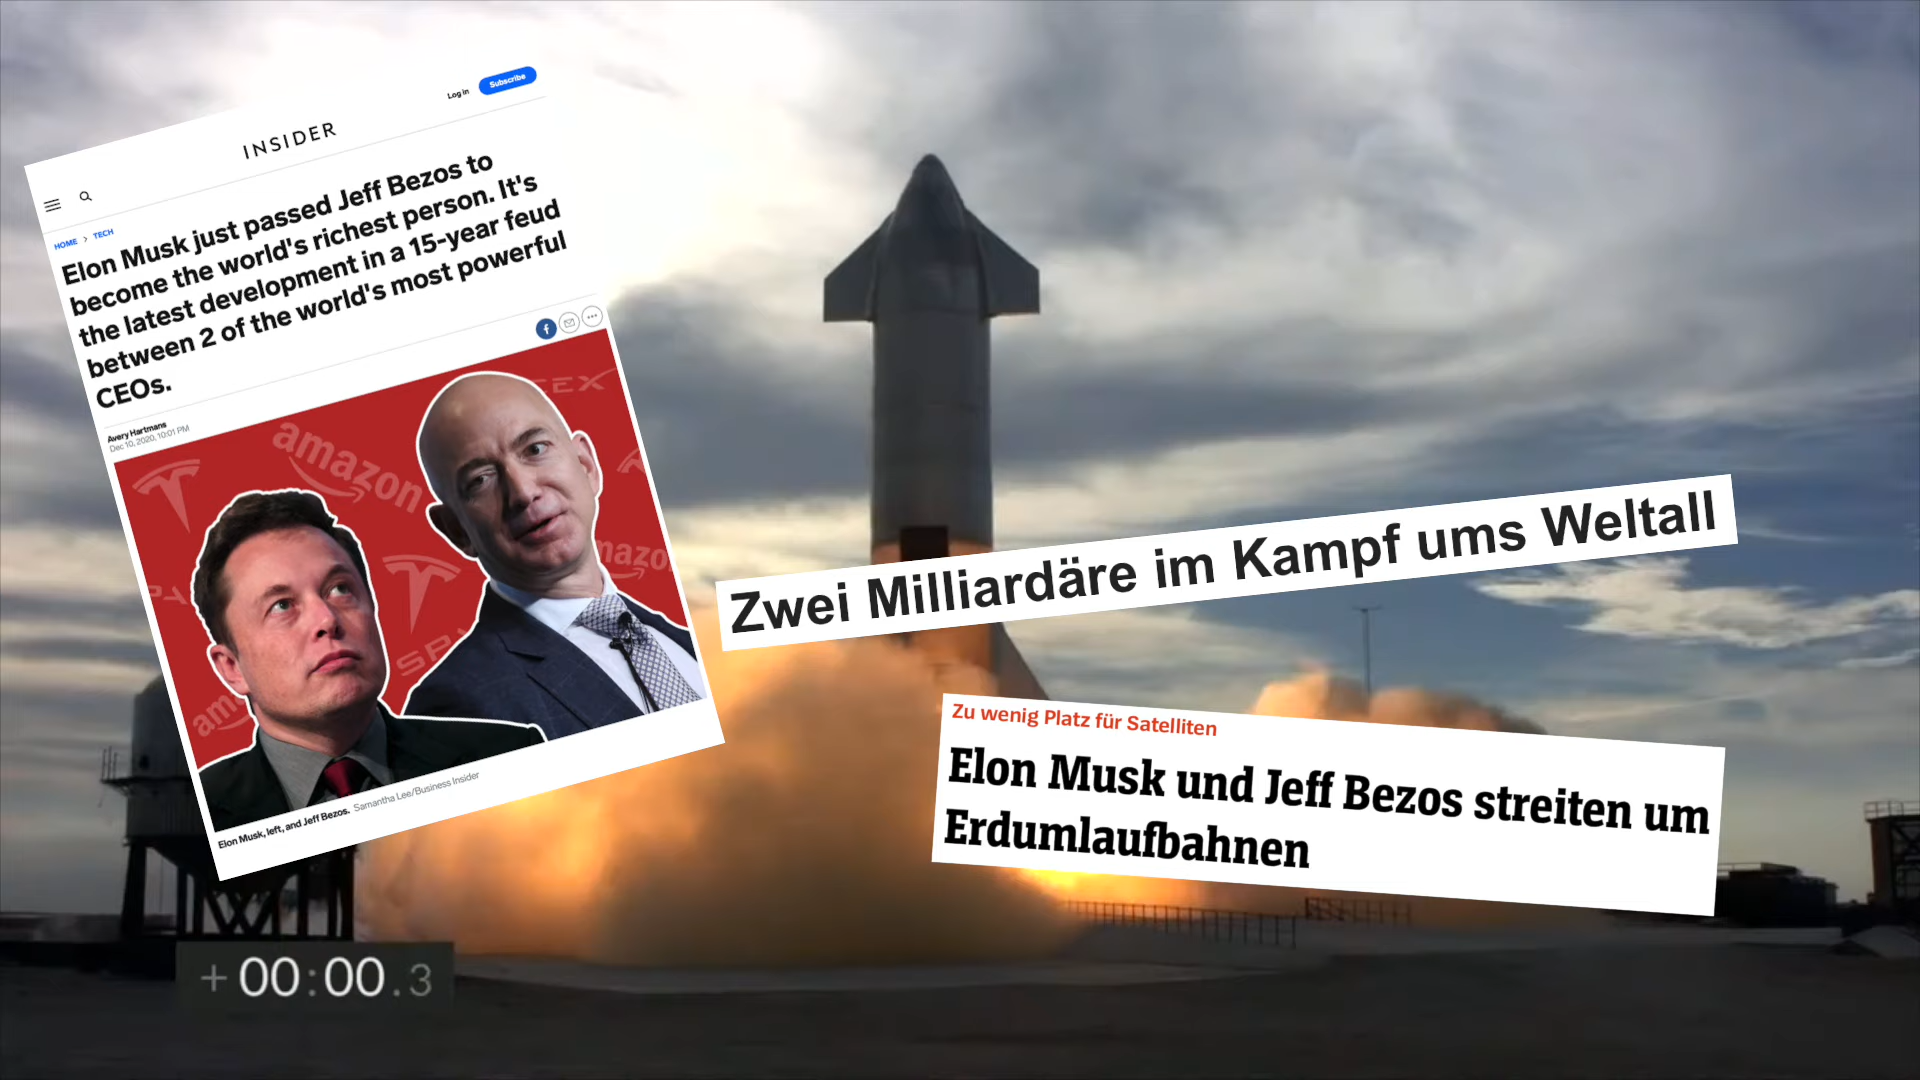 Log in
Subscribe
INSIDER
HOME > TECH
Elon Musk just passed Jeff Bezos to
become the world's richest person. It's
the latest development in a 15-year feud
between 2 of the world's most powerful
CEOs.
Avery Hartmans
Dec 10, 2020, 10:01 PM
amazon
Elon Musk, left, and Jeff Bezos. Samantha Lee/Business Insider
Zwei Milliardäre im Kampf ums Weltall
Zu wenig Platz für Satelliten
Elon Musk und Jeff Bezos streiten um
Erdumlaufbahnen
+ 00:00.3